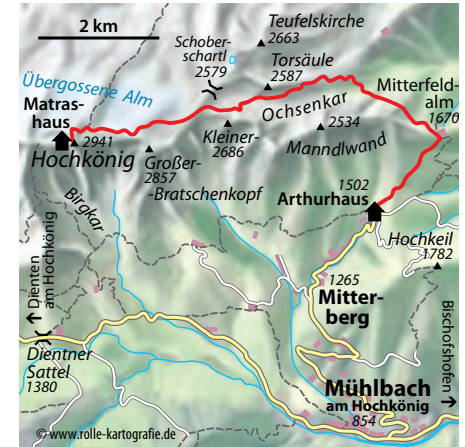 2 km
Teufelskirche
2663
Schober-
schartl
2579
Torsäule
2587
Übergossene Alm
Mitterfeld-
alm
1670
Matras-
haus
Ochsenkar
2941
Hochkönig
Kleiner-
2686
2534
Manndlwand
Großer-
2857
-Bratschenkopf
Birgkar
1502
Arthurhaus
Hochkeil
1782
← Dienten
am Hochkönig
1265
Mitter-
berg
Bischofshofen →
Dientner
Sattel
1380
Mühlbach
am Hochkönig
854
© www.rolle-kartografie.de